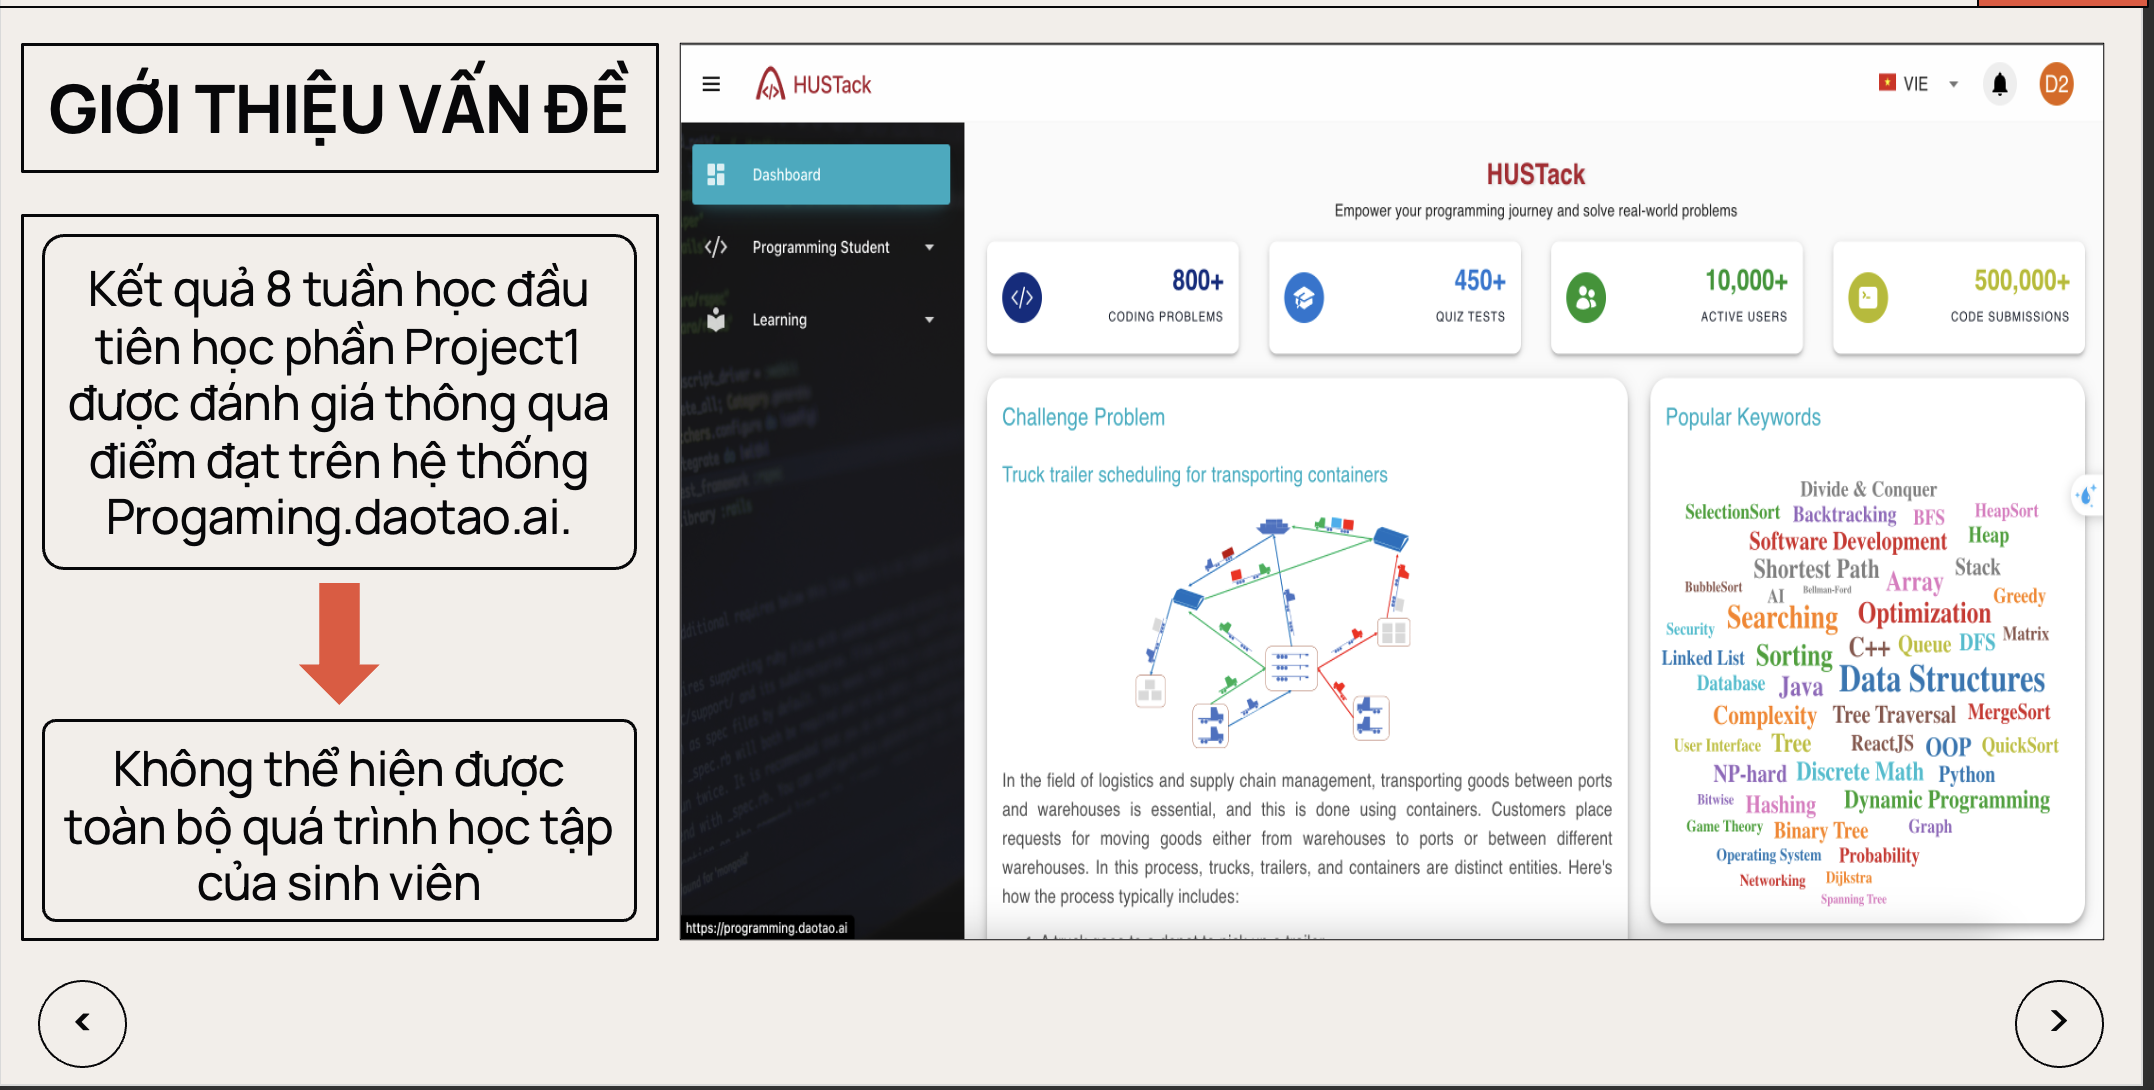 GIỚI THIỆU VẤN ĐỀ
Kết quả 8 tuần học đầu
tiên học phần Project1
được đánh giá thông qua
điểm đạt trên hệ thống
Progaming.daotao.ai.
Không thể hiện được
toàn bộ quá trình học tập
của sinh viên
HUSTack
VIE
D2
Dashboard
Programming Student
Learning
https://programming.daotao.ai
HUSTack
Empower your programming journey and solve real-world problems
800+
CODING PROBLEMS
450+
QUIZ TESTS
10,000+
ACTIVE USERS
500,000+
CODE SUBMISSIONS
Challenge Problem
Truck trailer scheduling for transporting containers
In the field of logistics and supply chain management, transporting goods between ports
and warehouses is essential, and this is done using containers. Customers place
requests for moving goods either from warehouses to ports or between different
warehouses. In this process, trucks, trailers, and containers are distinct entities. Here's
how the process typically includes:
Popular Keywords
Divide & Conquer
SelectionSort Backtracking BFS HeapSort
Software Development Heap
Shortest Path Array Stack
BubbleSort AI Bellman-Ford Greedy
Searching Optimization
Security C++ Queue DFS Matrix
Linked List Sorting
Database Java Data Structures
Complexity Tree Traversal MergeSort
User Interface Tree ReactJS OOP QuickSort
NP-hard Discrete Math Python
Bitwise Hashing Dynamic Programming
Game Theory Binary Tree Graph
Operating System Probability
Networking Dijkstra
Spanning Tree